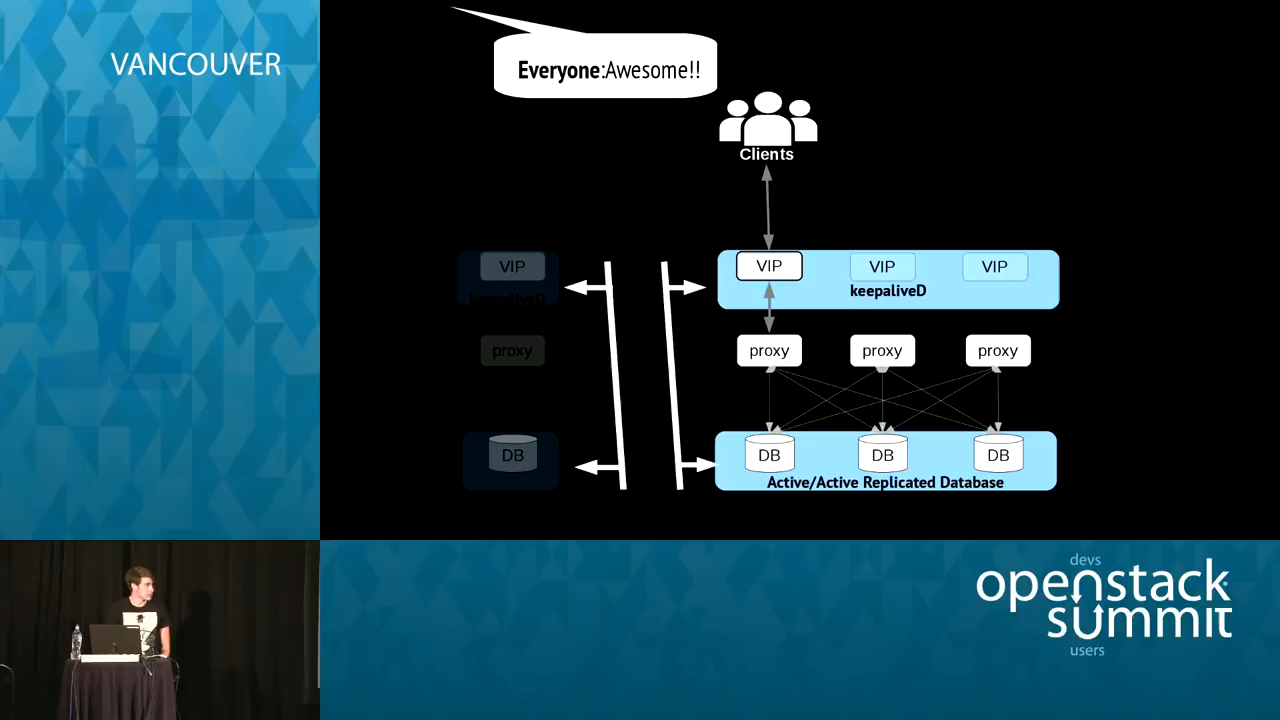 VANCOUVER
Everyone:Awesome!!
Clients
VIP
VIP
VIP
VIP
keepaliveD
keepaliveD
proxy
proxy
proxy
proxy
DB
DB
DB
DB
Active/Active Replicated Database
devs
openstack
summit
users